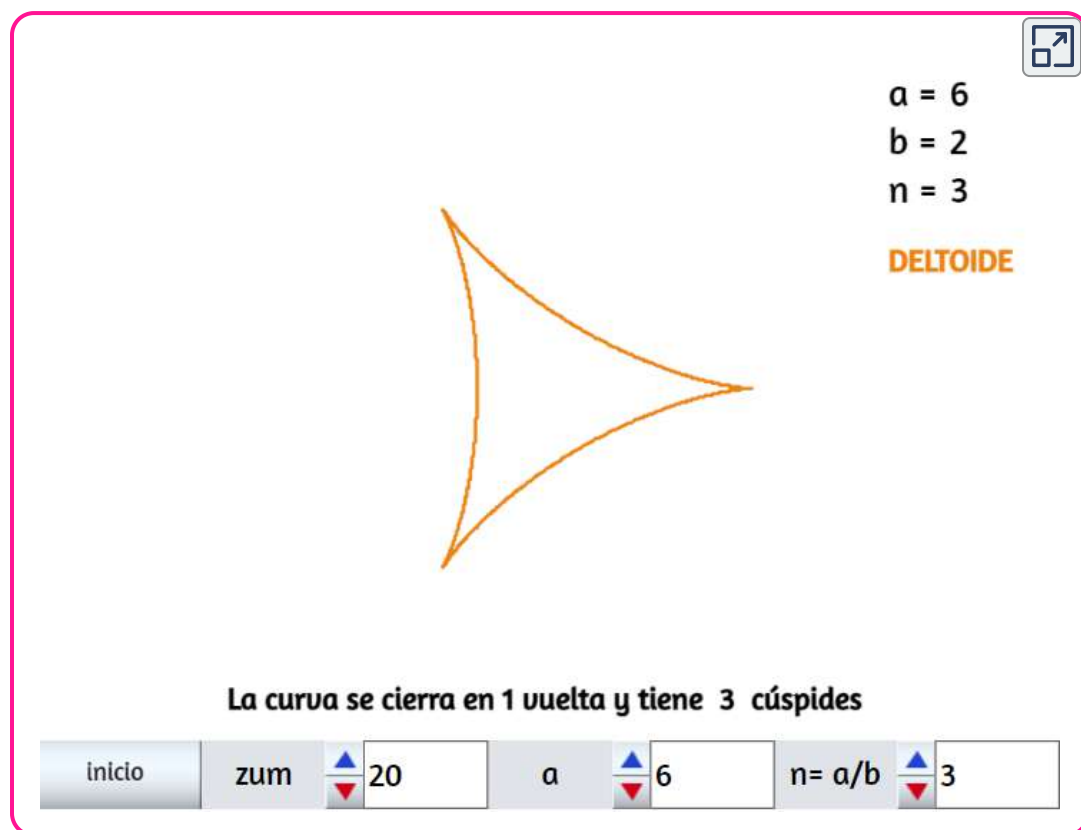 a = 6
b = 2
n = 3
DELTOIDE
La curva se cierra en 1 vuelta y tiene 3 cúspides
inicio zum 20 a 6 n= a/b 3